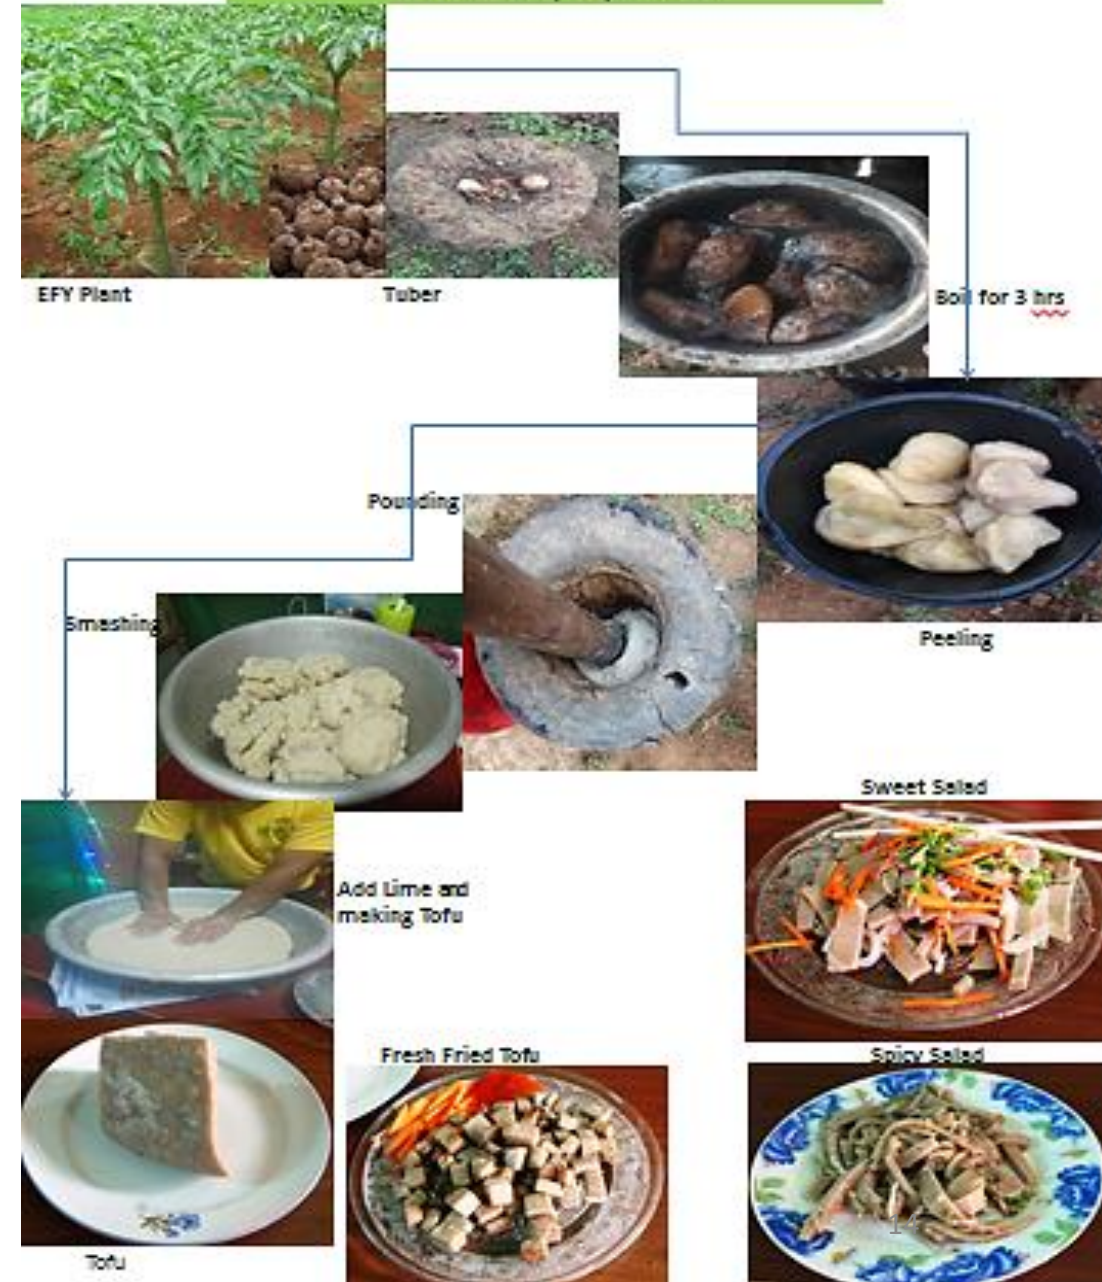 EFY Plant
Tuber
Boil for 3 hrs
Pounding
Smashing
Peeling
Sweet Salad
Add Lime and
making Tofu
Fresh Fried Tofu
Spicy Salad
Tofu
14